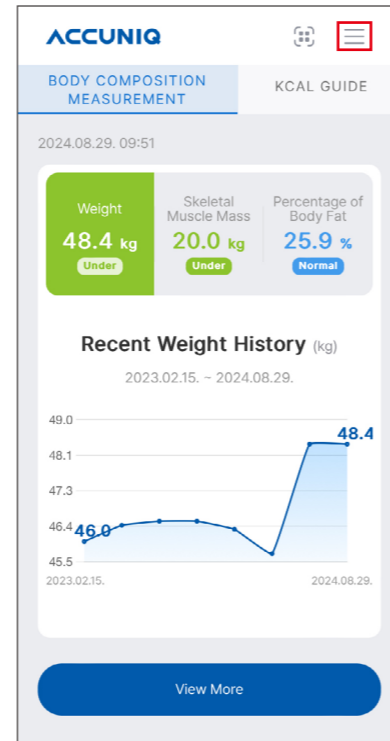 ACCUNIQ
BODY COMPOSITION
MEASUREMENT
KCAL GUIDE
2024.08.29. 09:51
Weight
48.4 kg
Under
Skeletal
Muscle Mass
20.0 kg
Under
Percentage of
Body Fat
25.9 %
Normal
Recent Weight History (kg)
2023.02.15. ~ 2024.08.29.
49.0
48.4
48.1
47.3
46.4
46.0
45.5
2023.02.15.
2024.08.29.
View More